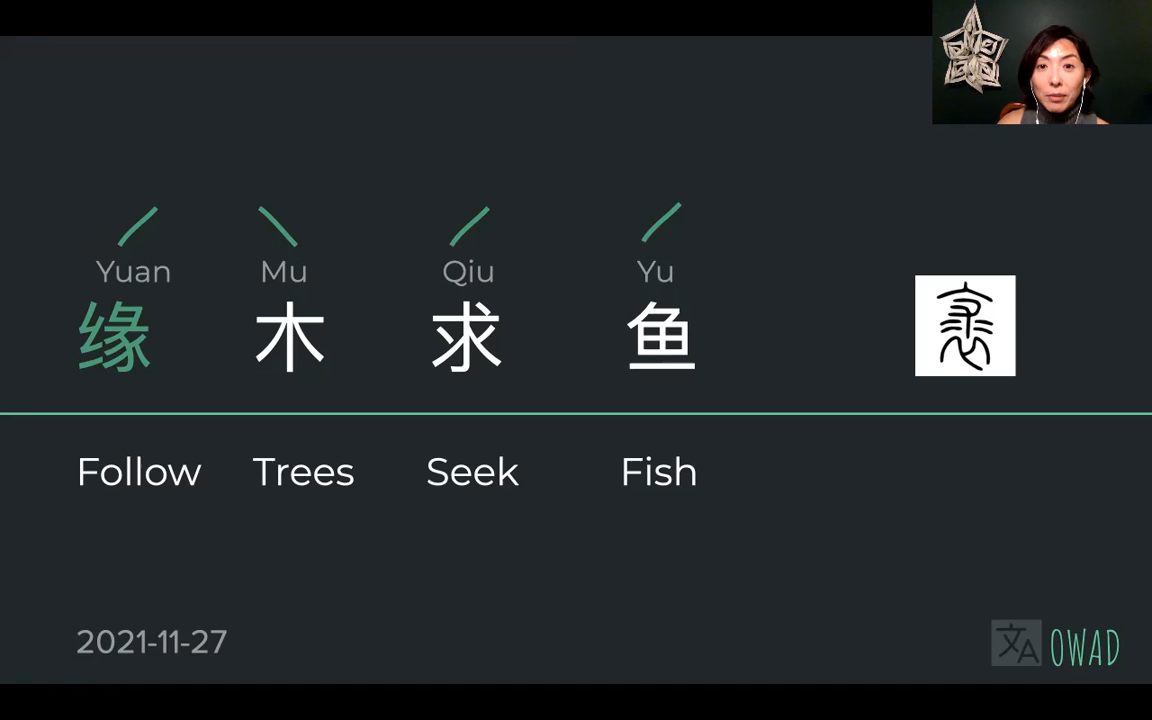 Yuan Mu Qiu Yu
缘 木 求 鱼
Follow Trees Seek Fish
2021-11-27
文A OWAD